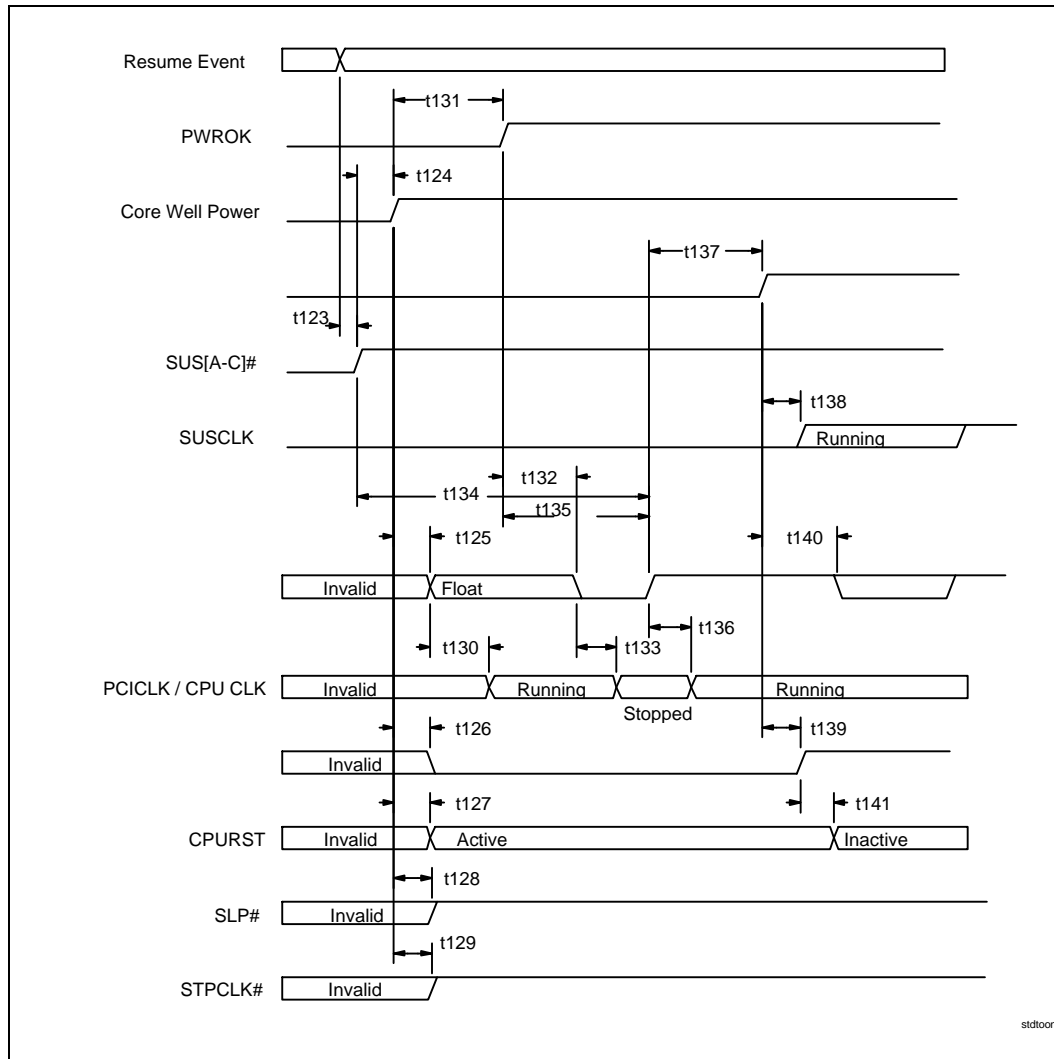 Resume Event
t131
PWROK
t124
Core Well Power
t137
t123
SUS[A-C]#
t138
SUSCLK
Running
t132
t134
t135
t125
t140
Invalid
Float
t136
t130
t133
PCICLK / CPU CLK
Invalid
Running
Running
Stopped
t126
t139
Invalid
t127
t141
CPURST
Invalid
Active
Inactive
t128
SLP#
Invalid
t129
STPCLK#
Invalid